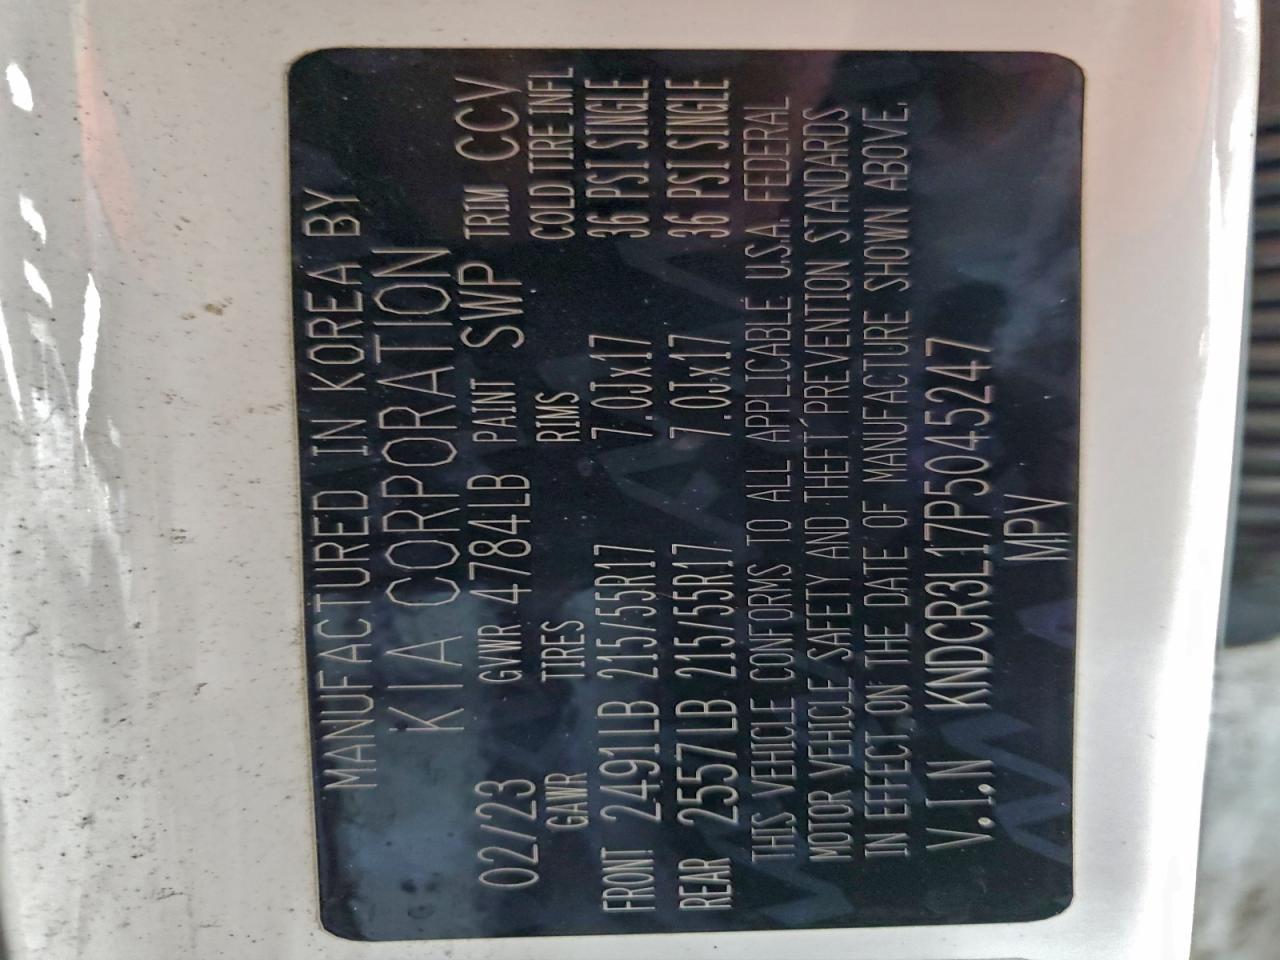 MANUFACTURED IN KOREA BY
KIA CORPORATION
02/23 GVWR 4784LB PAINT SWP TRIM CCV
GAWR TIRES RIMS COLD TIRE INFL
FRONT 2491LB 215/55R17 7.0Jx17 36 PSI SINGLE
REAR 2557LB 215/55R17 7.0Jx17 36 PSI SINGLE
THIS VEHICLE CONFORMS TO ALL APPLICABLE U.S.A. FEDERAL
MOTOR VEHICLE SAFETY AND THEFT PREVENTION STANDARDS
IN EFFECT ON THE DATE OF MANUFACTURE SHOWN ABOVE.
V.I.N KNDCR3L17P5045247
MPV